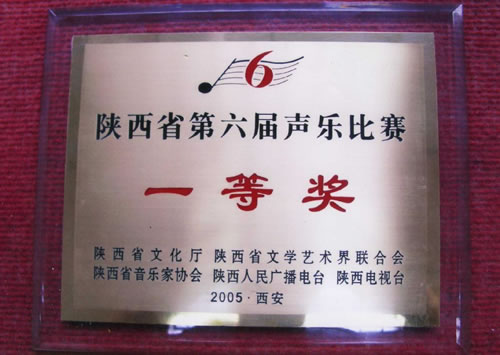 6
陕西省第六届声乐比赛
一等奖
陕西省文化厅 陕西省文学艺术界联合会
陕西省音乐家协会 陕西人民广播电台 陕西电视台
2005·西安